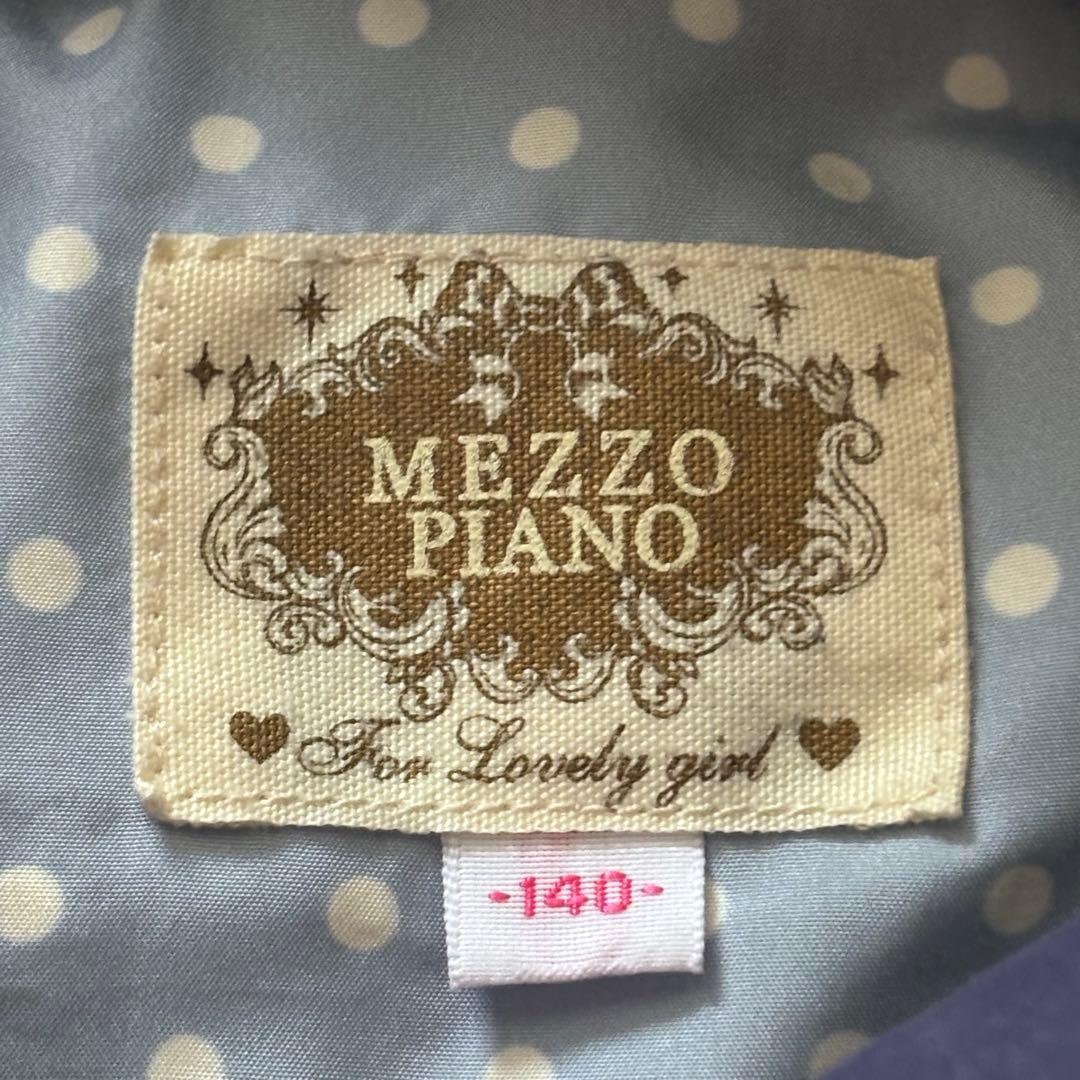 MEZZO
PIANO
For Lovely girl
-140-